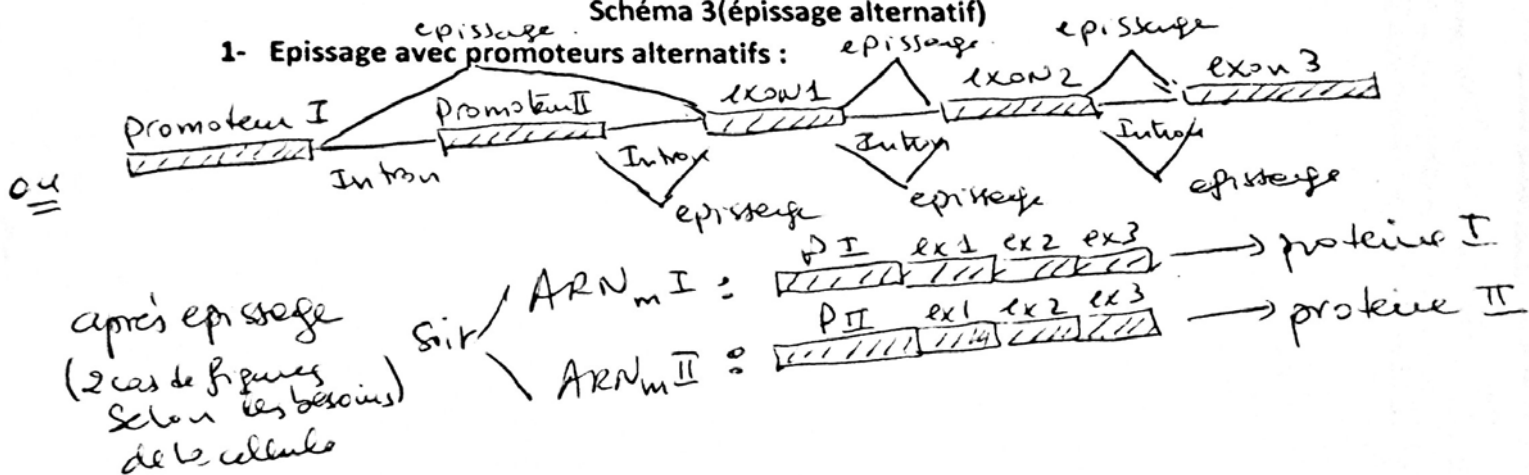 Schéma 3(épissage alternatif)
epissage. epissage. epissage
1- Epissage avec promoteurs alternatifs :
Promoteur I Promoteur II exon 1 exon 2 exon 3
ou Intron Intron Intron Intron
epissage epissage epissage
après epissage
(2 cas de figures
Selon les besoins)
de la cellule
Soit
ARNm I : P I ex 1 ex 2 ex 3 → proteine I
ARNm II : P II ex 1 ex 2 ex 3 → proteine II